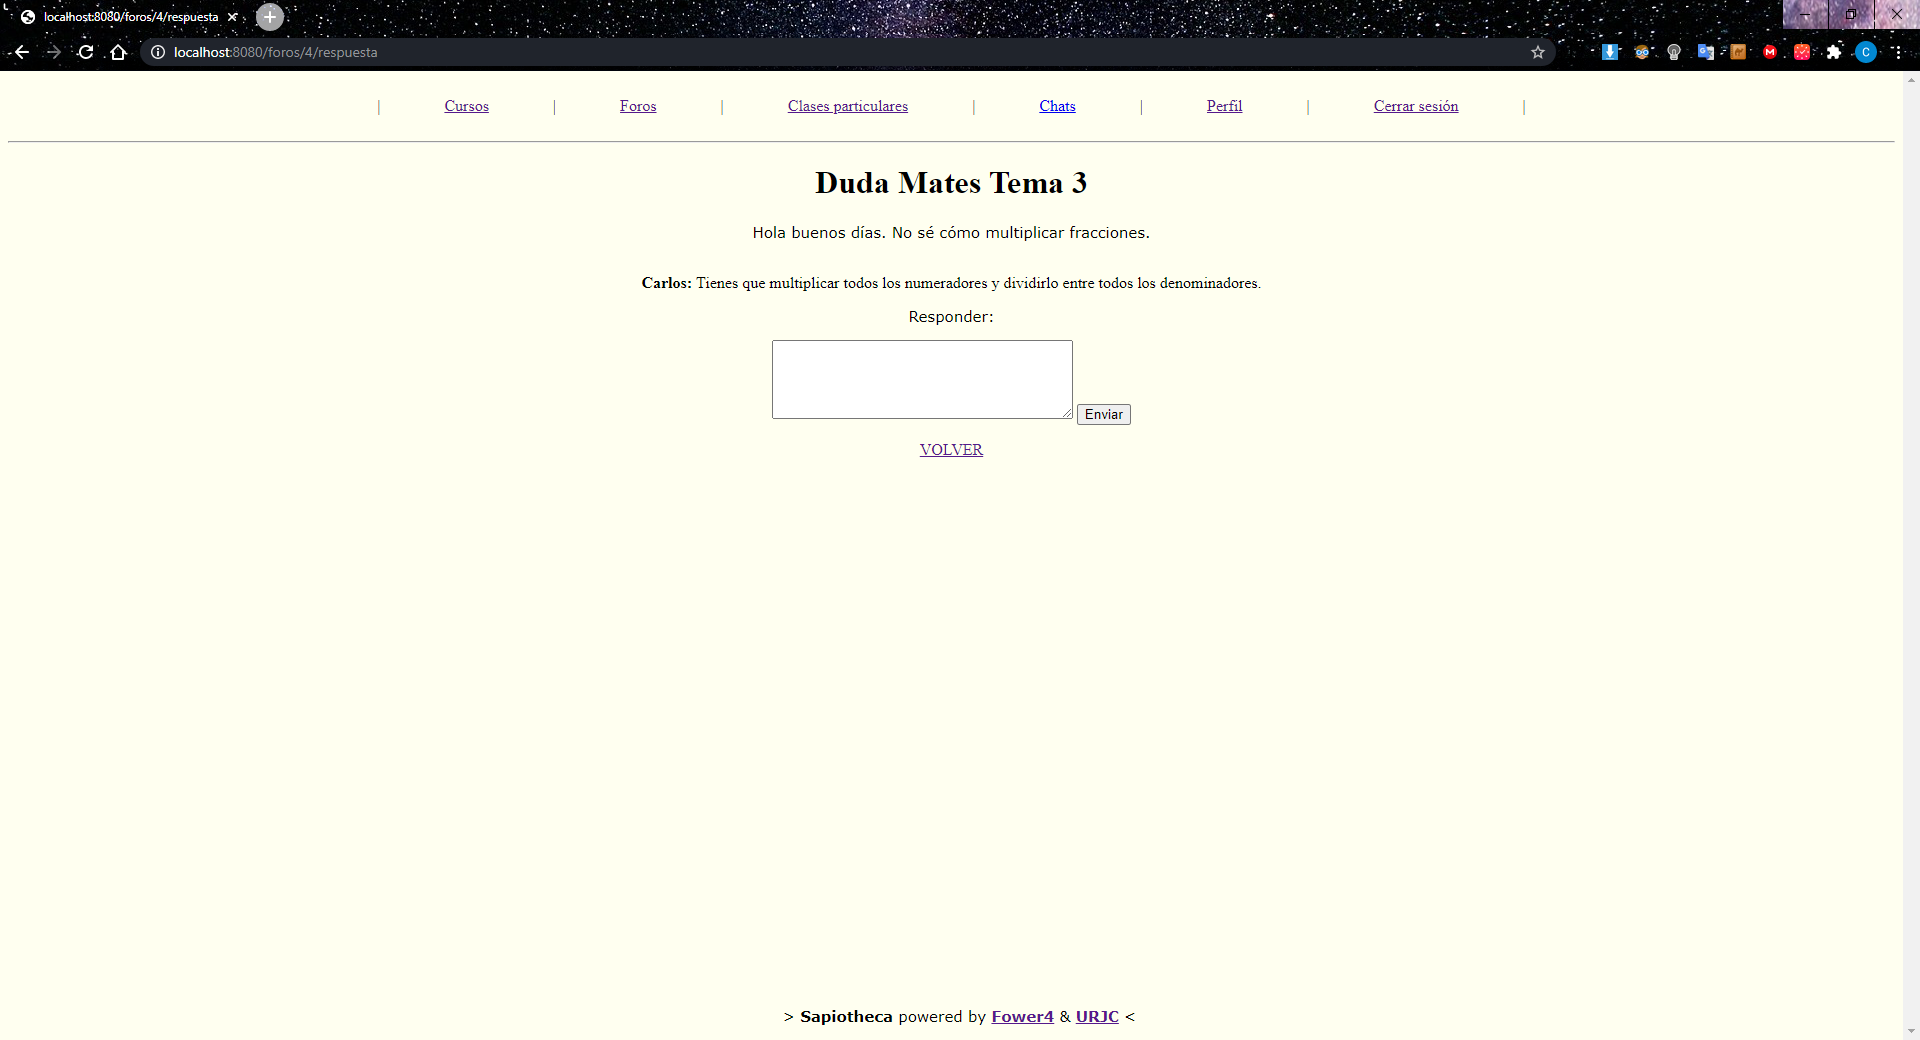 localhost:8080/foros/4/respuesta
localhost:8080/foros/4/respuesta
C
| Cursos | Foros | Clases particulares | Chats | Perfil | Cerrar sesión |
Duda Mates Tema 3
Hola buenos días. No sé cómo multiplicar fracciones.
Carlos: Tienes que multiplicar todos los numeradores y dividirlo entre todos los denominadores.
Responder:
Enviar
VOLVER
> Sapiotheca powered by Fower4 & URJC <